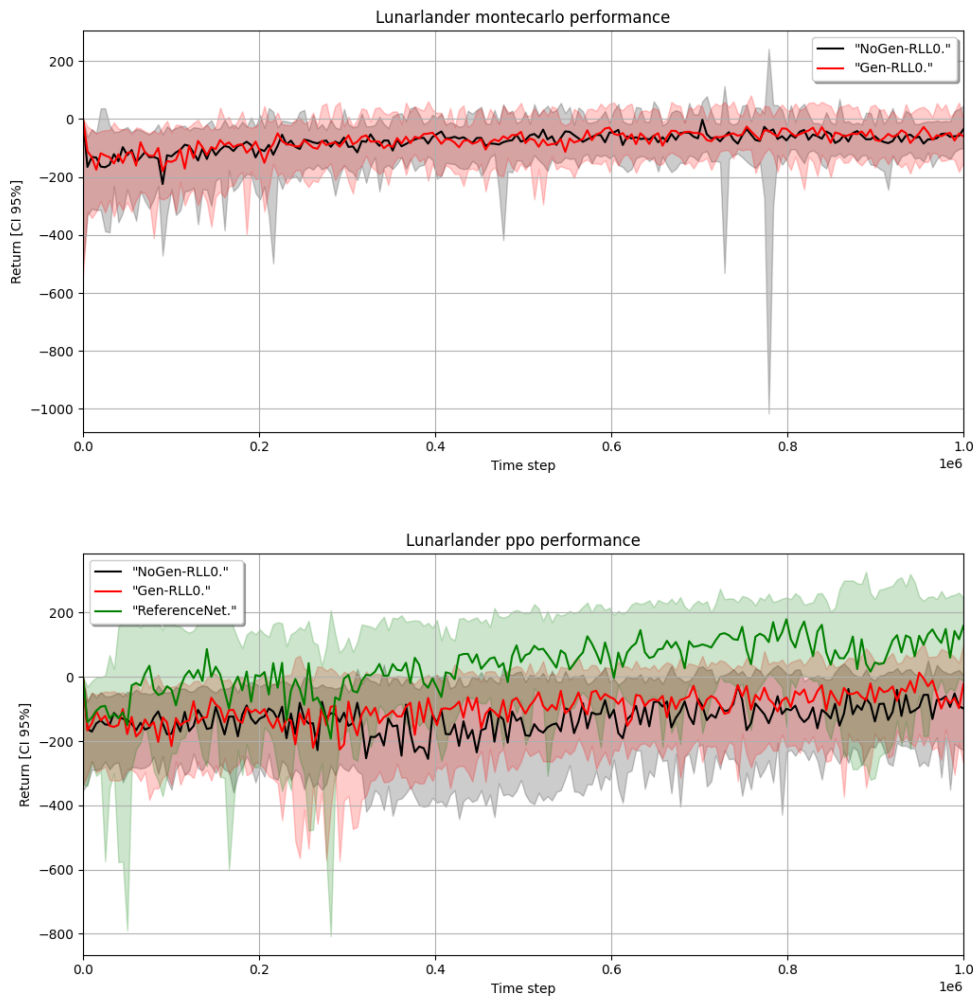 Lunarlander montecarlo performance
"NoGen-RLL0."
"Gen-RLL0."
200
0
−200
−400
−600
−800
−1000
Return [CI 95%]
0.0
0.2
0.4
0.6
0.8
1.0
1e6
Time step
Lunarlander ppo performance
"NoGen-RLL0."
"Gen-RLL0."
"ReferenceNet."
200
0
−200
−400
−600
−800
Return [CI 95%]
0.0
0.2
0.4
0.6
0.8
1.0
1e6
Time step